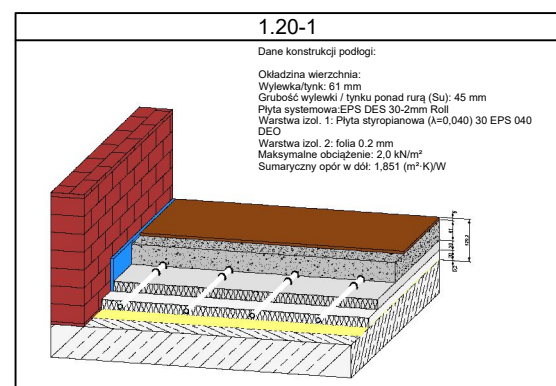 1.20-1
Dane konstrukcji podłogi:
Okładzina wierzchnia:
Wylewka/tynk: 61 mm
Grubość wylewki / tynku ponad rurą (Su): 45 mm
Płyta systemowa:EPS DES 30-2mm Roll
Warstwa izol. 1: Płyta styropianowa (λ=0,040) 30 EPS 040
DEO
Warstwa izol. 2: folia 0.2 mm
Maksymalne obciążenie: 2,0 kN/m²
Sumaryczny opór w dół: 1,851 (m²·K)/W